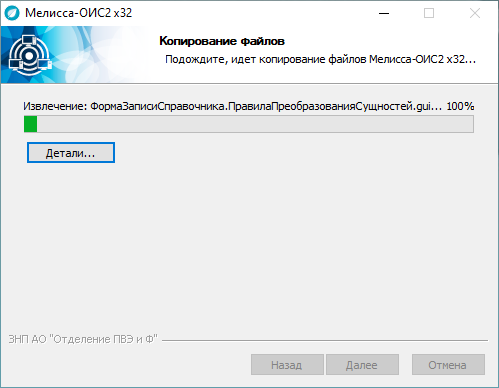 Мелисса-ОИС2 x32
Копирование файлов
Подождите, идет копирование файлов Мелисса-ОИС2 x32...
Извлечение: ФормаЗаписиСправочника.ПравилаПреобразованияСущностей.gui... 100%
Детали...
ЗНП АО "Отделение ПВЭ и Ф"
Назад
Далее
Отмена